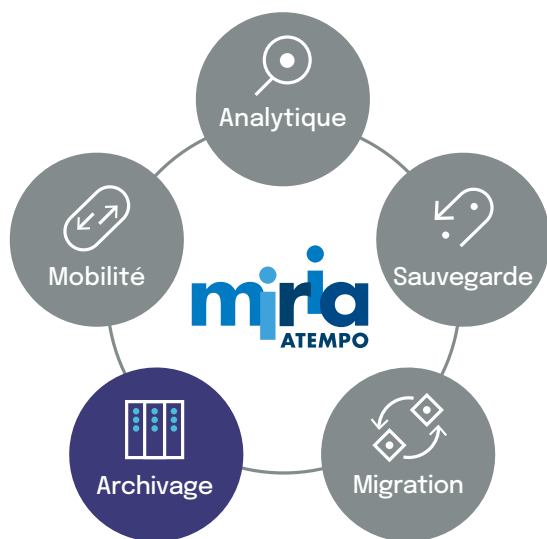 Analytique
Mobilité
Sauvegarde
miria
ATEMPO
Archivage
Migration